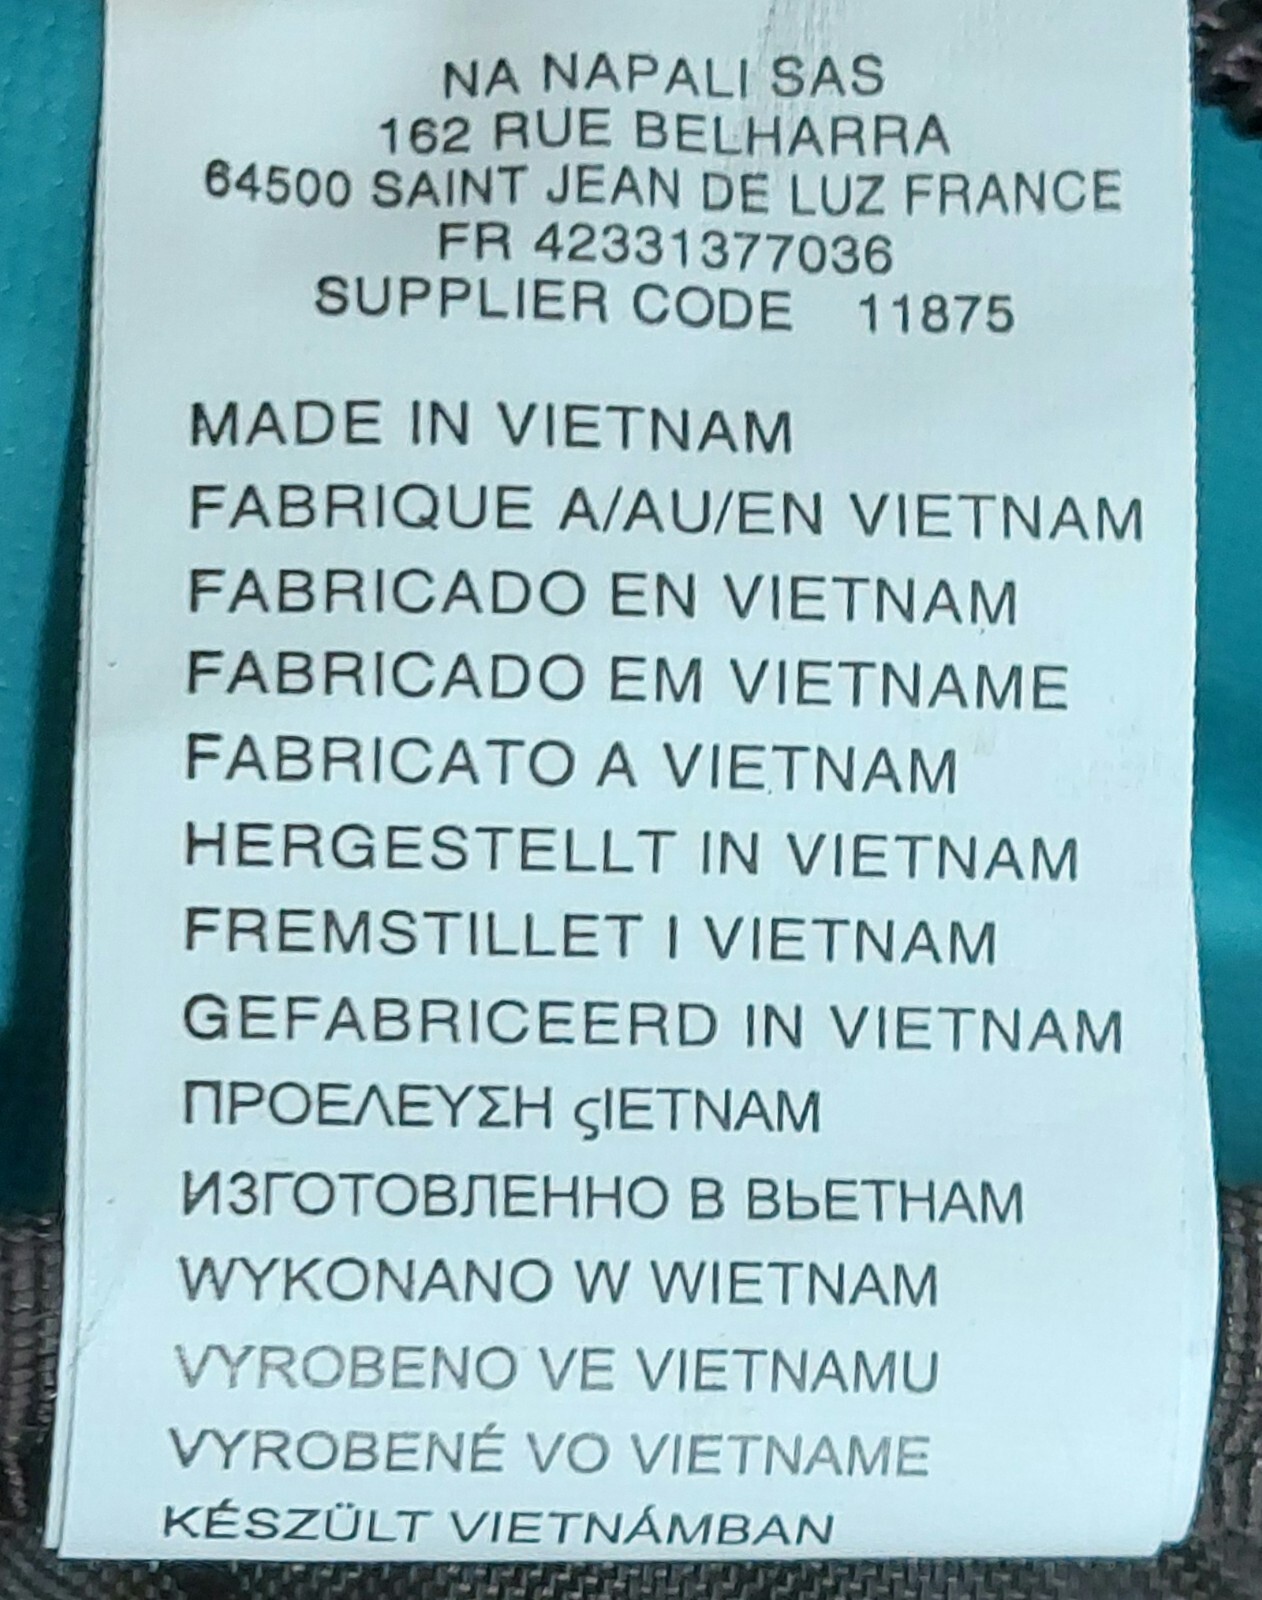 NA NAPALI SAS
162 RUE BELHARRA
64500 SAINT JEAN DE LUZ FRANCE
FR 42331377036
SUPPLIER CODE 11875
MADE IN VIETNAM
FABRIQUE A/AU/EN VIETNAM
FABRICADO EN VIETNAM
FABRICADO EM VIETNAME
FABRICATO A VIETNAM
HERGESTELLT IN VIETNAM
FREMSTILLET I VIETNAM
GEFABRICEERD IN VIETNAM
ΠΡΟΕΛΕΥΣΗ ςΙΕΤΝΑΜ
ИЗГОТОВЛЕННО В ВЬЕТНАМ
WYKONANO W WIETNAM
VYROBENO VE VIETNAMU
VYROBENÉ VO VIETNAME
KÉSZÜLT VIETNÁMBAN